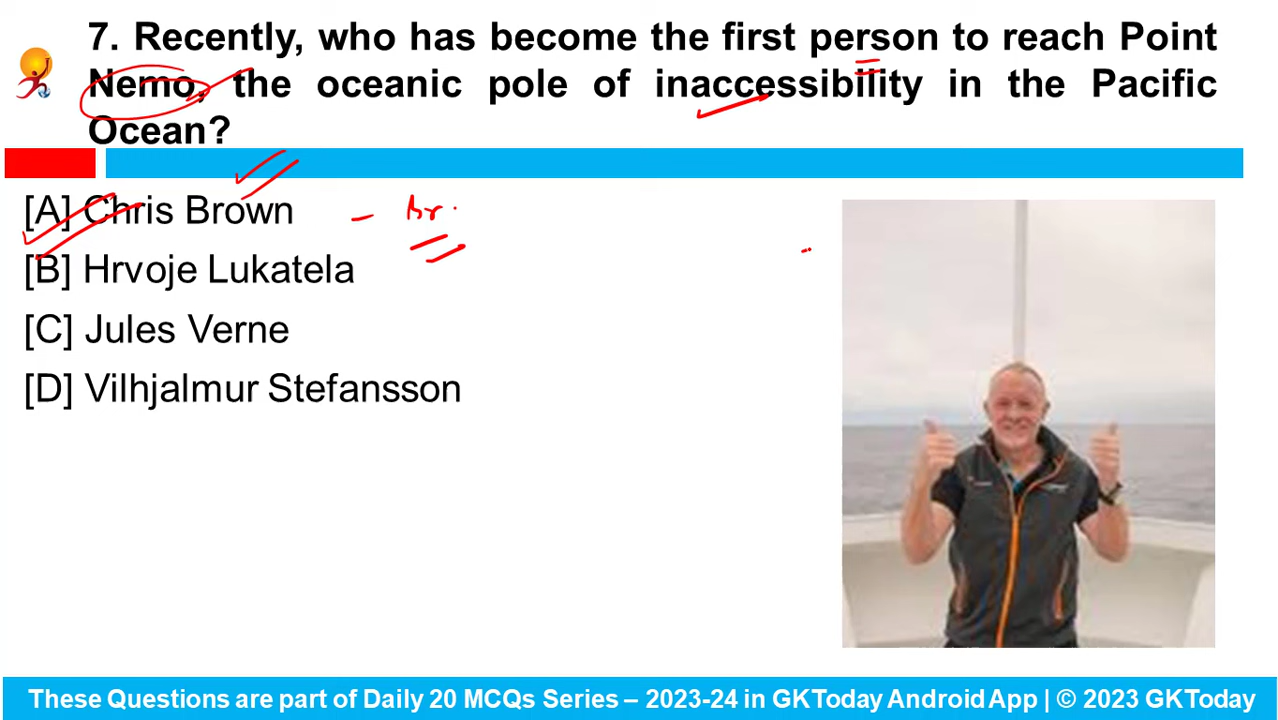 7. Recently, who has become the first person to reach Point
Nemo, the oceanic pole of inaccessibility in the Pacific
Ocean?
[A] Chris Brown – Br.
[B] Hrvoje Lukatela
[C] Jules Verne
[D] Vilhjalmur Stefansson
These Questions are part of Daily 20 MCQs Series – 2023-24 in GKToday Android App | © 2023 GKToday